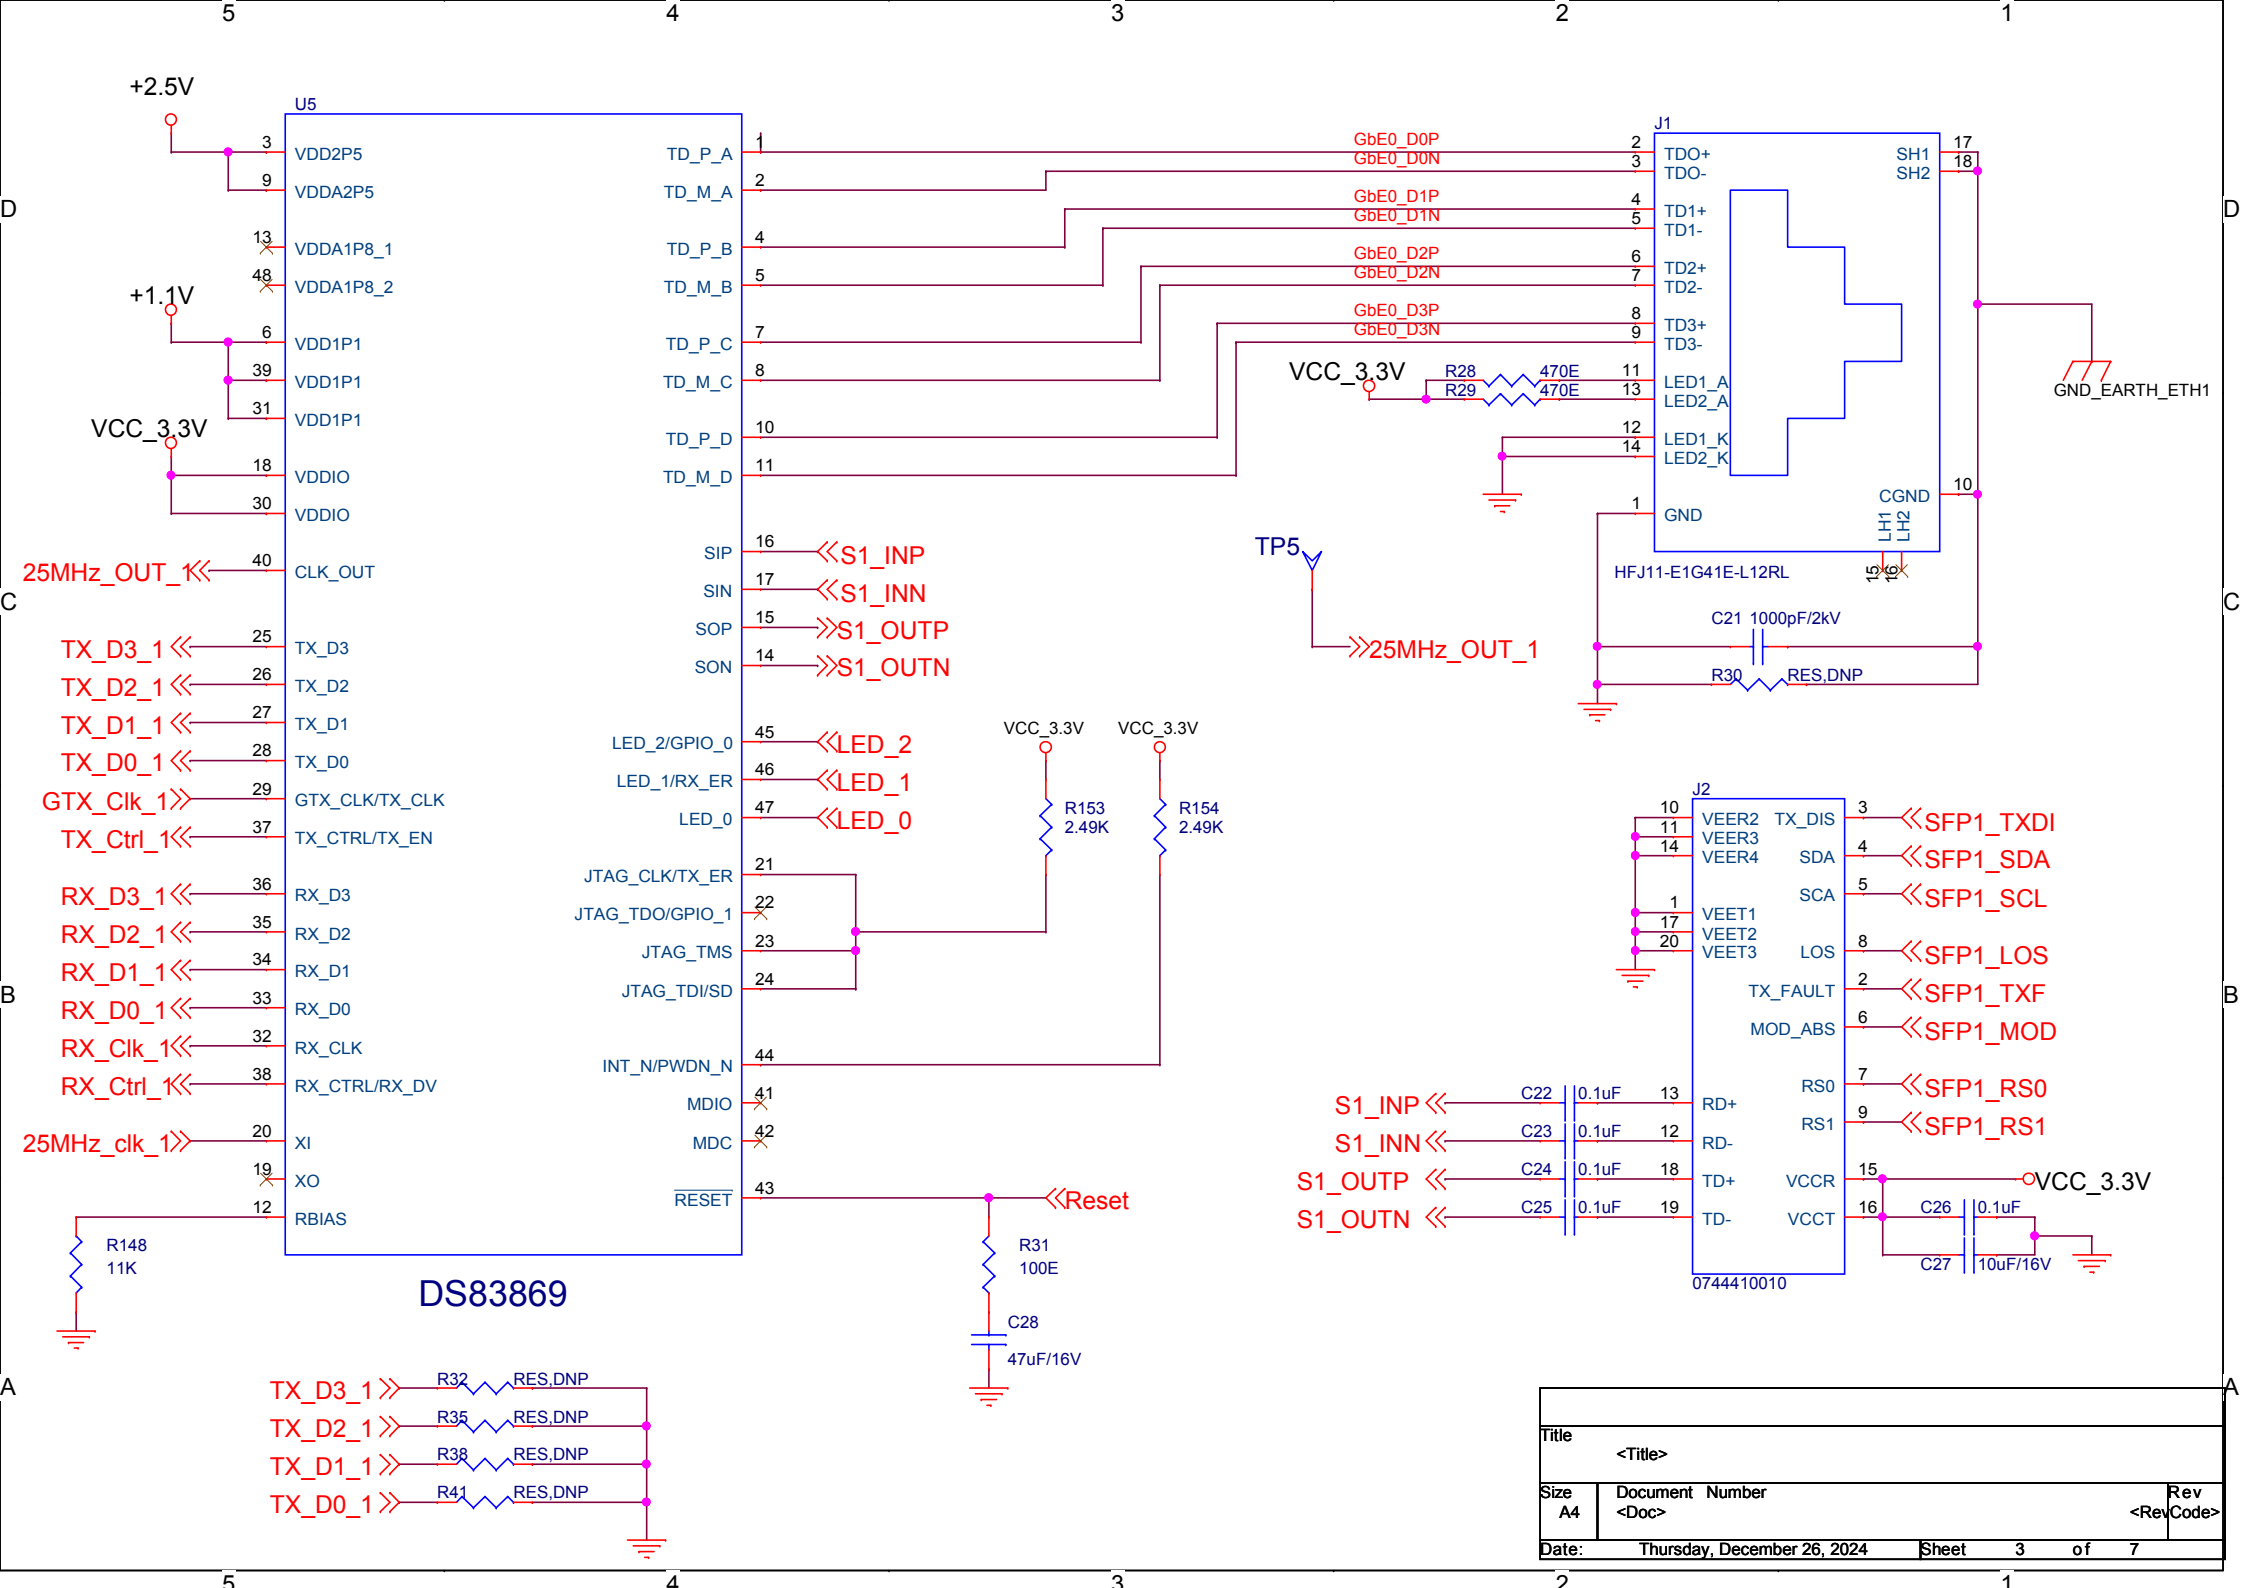 5 4 3 2 1
D
C
B
A
D
C
B
A
+2.5V
U5
3 VDD2P5
9 VDDA2P5
13 VDDA1P8_1
48 VDDA1P8_2
+1.1V
6 VDD1P1
39 VDD1P1
31 VDD1P1
VCC_3.3V
18 VDDIO
30 VDDIO
25MHz_OUT_1 40 CLK_OUT
TX_D3_1 25 TX_D3
TX_D2_1 26 TX_D2
TX_D1_1 27 TX_D1
TX_D0_1 28 TX_D0
GTX_Clk_1 29 GTX_CLK/TX_CLK
TX_Ctrl_1 37 TX_CTRL/TX_EN
RX_D3_1 36 RX_D3
RX_D2_1 35 RX_D2
RX_D1_1 34 RX_D1
RX_D0_1 33 RX_D0
RX_Clk_1 32 RX_CLK
RX_Ctrl_1 38 RX_CTRL/RX_DV
25MHz_clk_1 20 XI
19 XO
12 RBIAS
R148
11K
DS83869
TD_P_A 1
TD_M_A 2
TD_P_B 4
TD_M_B 5
TD_P_C 7
TD_M_C 8
TD_P_D 10
TD_M_D 11
SIP 16 S1_INP
SIN 17 S1_INN
SOP 15 S1_OUTP
SON 14 S1_OUTN
LED_2/GPIO_0 45 LED_2
LED_1/RX_ER 46 LED_1
LED_0 47 LED_0
JTAG_CLK/TX_ER 21
JTAG_TDO/GPIO_1 22
JTAG_TMS 23
JTAG_TDI/SD 24
INT_N/PWDN_N 44
MDIO 41
MDC 42
RESET 43 Reset
VCC_3.3V VCC_3.3V
R153
2.49K
R154
2.49K
R31
100E
C28
47uF/16V
GbE0_D0P
GbE0_D0N
GbE0_D1P
GbE0_D1N
GbE0_D2P
GbE0_D2N
GbE0_D3P
GbE0_D3N
VCC_3.3V
R28 470E
R29 470E
J1
2 TDO+
3 TDO-
4 TD1+
5 TD1-
6 TD2+
7 TD2-
8 TD3+
9 TD3-
11 LED1_A
13 LED2_A
12 LED1_K
14 LED2_K
1 GND
SH1 17
SH2 18
CGND 10
LH1 15
LH2 16
HFJ11-E1G41E-L12RL
GND_EARTH_ETH1
C21 1000pF/2kV
R30 RES,DNP
TP5
25MHz_OUT_1
J2
10 VEER2
11 VEER3
14 VEER4
1 VEET1
17 VEET2
20 VEET3
TX_DIS 3 SFP1_TXDI
SDA 4 SFP1_SDA
SCA 5 SFP1_SCL
LOS 8 SFP1_LOS
TX_FAULT 2 SFP1_TXF
MOD_ABS 6 SFP1_MOD
RS0 7 SFP1_RS0
RS1 9 SFP1_RS1
S1_INP C22 0.1uF 13 RD+
S1_INN C23 0.1uF 12 RD-
S1_OUTP C24 0.1uF 18 TD+
S1_OUTN C25 0.1uF 19 TD-
VCCR 15 VCC_3.3V
VCCT 16
C26 0.1uF
C27 10uF/16V
0744410010
TX_D3_1 R32 RES,DNP
TX_D2_1 R35 RES,DNP
TX_D1_1 R38 RES,DNP
TX_D0_1 R41 RES,DNP
Title
<Title>
Size Document Number Rev
A4 <Doc> <RevCode>
Date: Thursday, December 26, 2024 Sheet 3 of 7
5 4 3 2 1